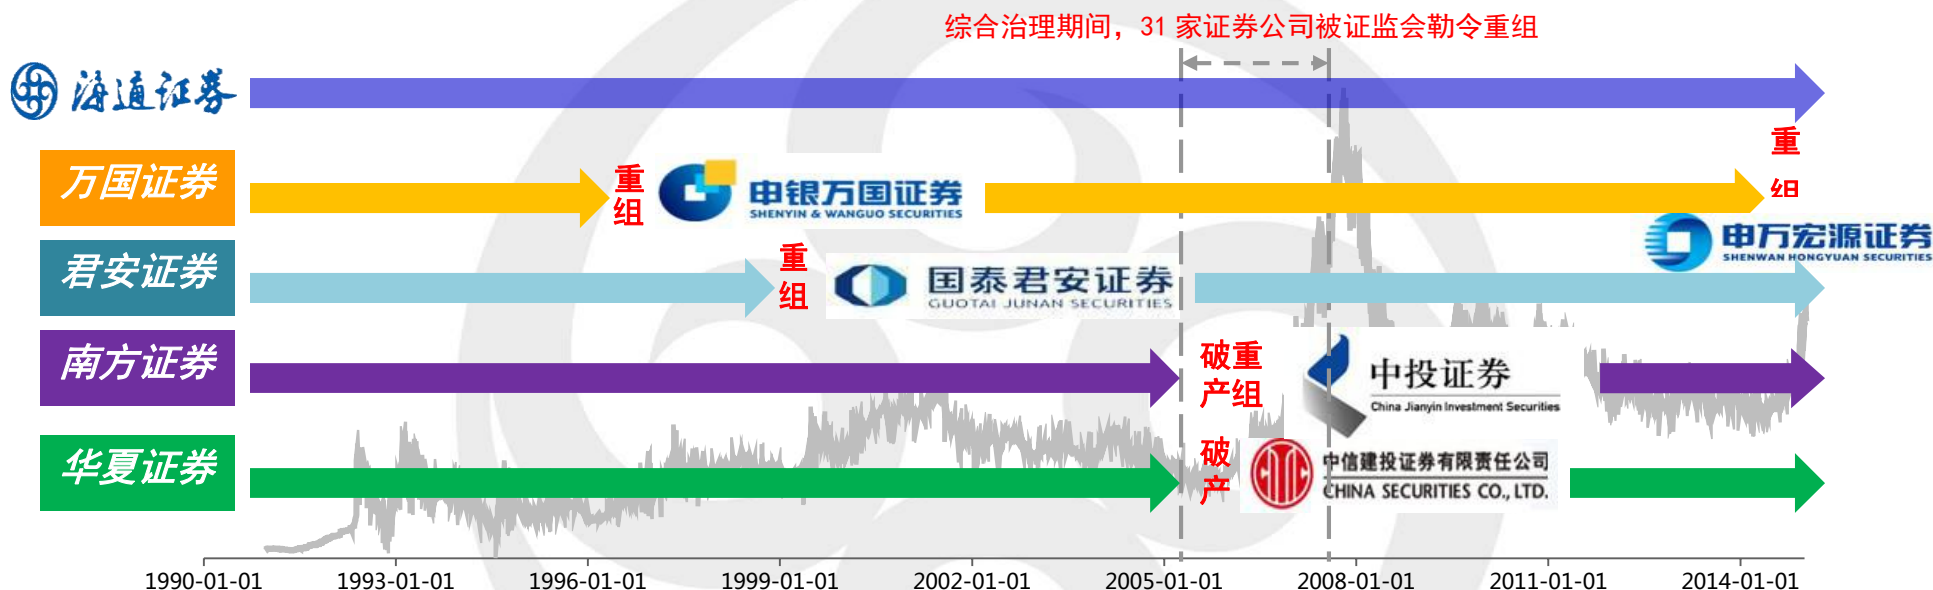 综合治理期间，31 家证券公司被证监会勒令重组
海通证券
万国证券
重
组
申银万国证券
SHENYIN & WANGUO SECURITIES
重
组
申万宏源证券
SHENWAN HONGYUAN SECURITIES
君安证券
重
组
国泰君安证券
GUOTAI JUNAN SECURITIES
南方证券
破重
产组
中投证券
China Jianyin Investment Securities
华夏证券
破
产
中信建投证券有限责任公司
CHINA SECURITIES CO., LTD.
1990-01-01
1993-01-01
1996-01-01
1999-01-01
2002-01-01
2005-01-01
2008-01-01
2011-01-01
2014-01-01